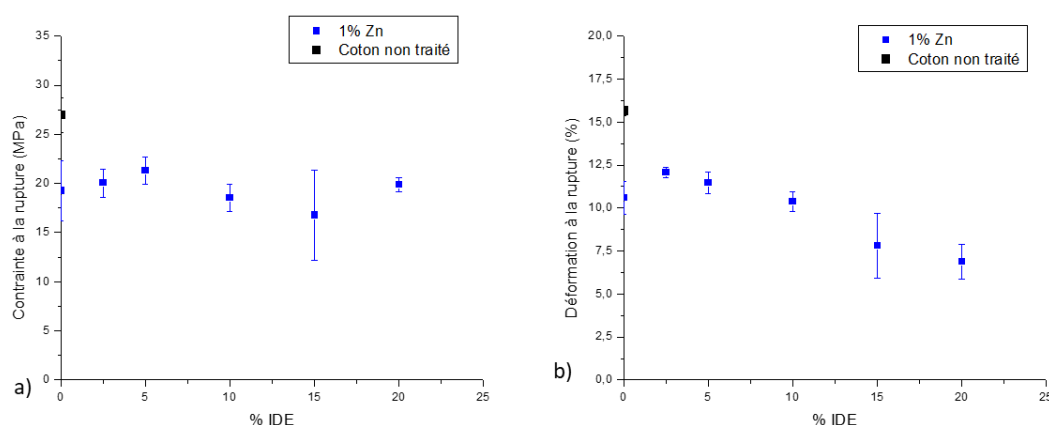 1% Zn
Coton non traité
35
30
25
20
15
10
5
0
Contrainte à la rupture (MPa)
0 5 10 15 20 25
% IDE
a)
1% Zn
Coton non traité
20,0
17,5
15,0
12,5
10,0
7,5
5,0
2,5
0,0
Déformation à la rupture (%)
0 5 10 15 20 25
% IDE
b)